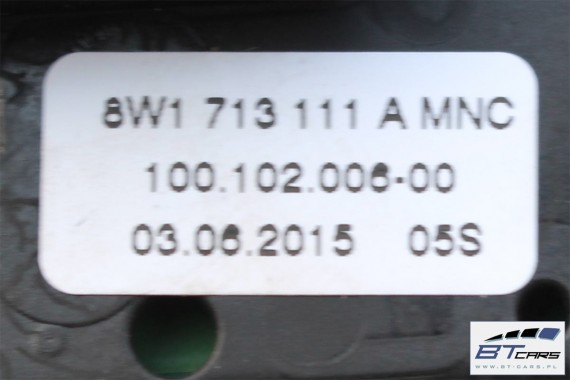 8W1 713 111 A MNC
100.102.006-00
03.06.2015 05S
BTCARS
WWW.BT-CARS.PL